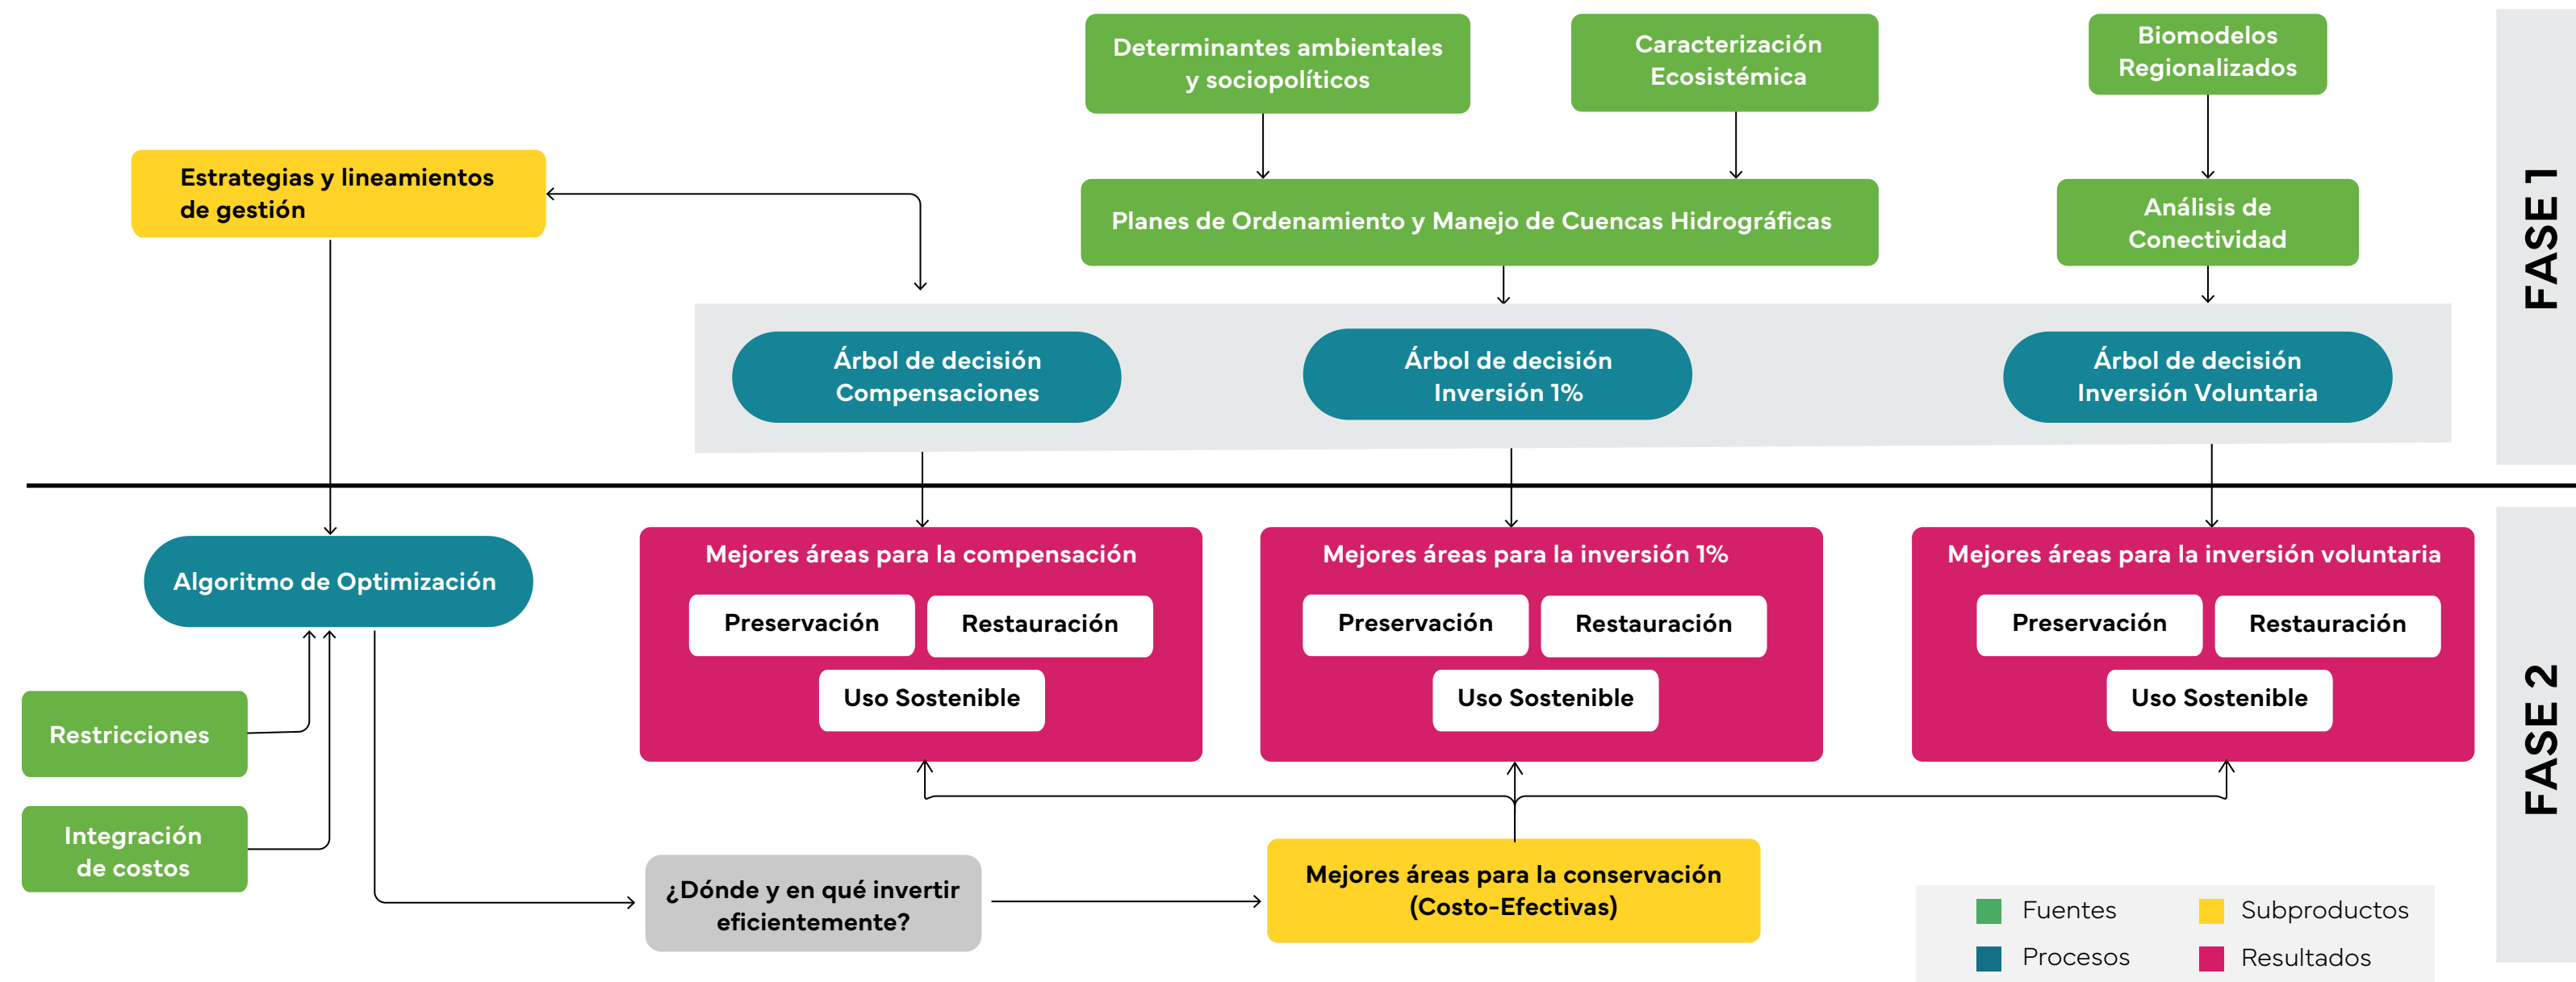 Determinantes ambientales
y sociopolíticos
Caracterización
Ecosistémica
Biomodelos
Regionalizados
Estrategias y lineamientos
de gestión
Planes de Ordenamiento y Manejo de Cuencas Hidrográficas
Análisis de
Conectividad
FASE 1
Árbol de decisión
Compensaciones
Árbol de decisión
Inversión 1%
Árbol de decisión
Inversión Voluntaria
Algoritmo de Optimización
Mejores áreas para la compensación
Preservación
Restauración
Uso Sostenible
Mejores áreas para la inversión 1%
Preservación
Restauración
Uso Sostenible
Mejores áreas para la inversión voluntaria
Preservación
Restauración
Uso Sostenible
FASE 2
Restricciones
Integración
de costos
¿Dónde y en qué invertir
eficientemente?
Mejores áreas para la conservación
(Costo-Efectivas)
Fuentes
Subproductos
Procesos
Resultados